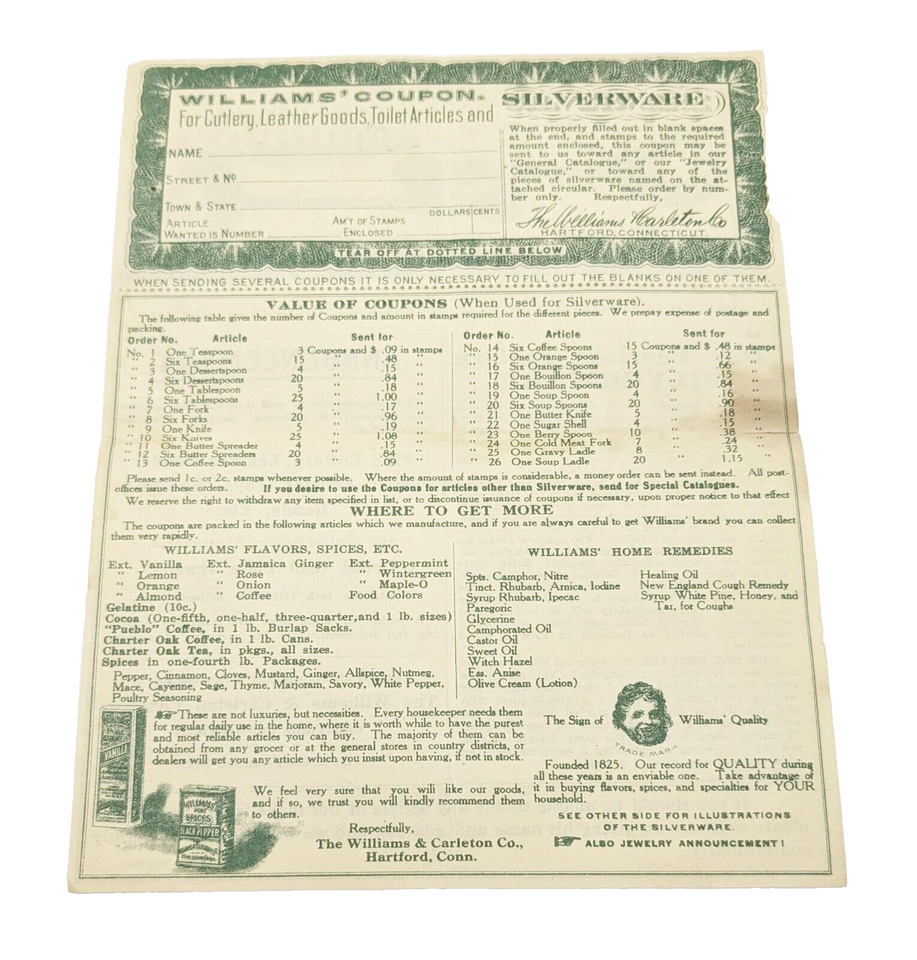 WILLIAMS' COUPON. SILVERWARE
For Cutlery, Leather Goods, Toilet Articles and
NAME
STREET & No
TOWN & STATE
DOLLARS CENTS
ARTICLE AM'T OF STAMPS
WANTED IS NUMBER ENCLOSED
When properly filled out in blank spaces
at the end, and stamps to the required
amount enclosed, this coupon may be
sent to us toward any article in our
"General Catalogue," or our "Jewelry
Catalogue," or toward any of the
pieces of silverware named on the at-
tached circular. Please order by num-
ber only. Respectfully,
The Williams & Carleton Co
HARTFORD, CONNECTICUT.
TEAR OFF AT DOTTED LINE BELOW
WHEN SENDING SEVERAL COUPONS IT IS ONLY NECESSARY TO FILL OUT THE BLANKS ON ONE OF THEM.
VALUE OF COUPONS (When Used for Silverware).
The following table gives the number of Coupons and amount in stamps required for the different pieces. We prepay expense of postage and
packing.
Order No. Article Sent for
No. 1 One Teaspoon 3 Coupons and $ .09 in stamps
" 2 Six Teaspoons 15 " .48 "
" 3 One Dessertspoon 4 " .15 "
" 4 Six Dessertspoons 20 " .84 "
" 5 One Tablespoon 5 " .18 "
" 6 Six Tablespoons 25 " 1.00 "
" 7 One Fork 4 " .17 "
" 8 Six Forks 20 " .96 "
" 9 One Knife 5 " .19 "
" 10 Six Knives 25 " 1.08 "
" 11 One Butter Spreader 4 " .15 "
" 12 Six Butter Spreaders 20 " .84 "
" 13 One Coffee Spoon 3 " .09 "
Order No. Article Sent for
No. 14 Six Coffee Spoons 15 Coupons and $ .48 in stamps
" 15 One Orange Spoon 3 " .12 "
" 16 Six Orange Spoons 15 " .66 "
" 17 One Bouillon Spoon 4 " .15 "
" 18 Six Bouillon Spoons 20 " .84 "
" 19 One Soup Spoon 4 " .16 "
" 20 Six Soup Spoons 20 " .90 "
" 21 One Butter Knife 5 " .18 "
" 22 One Sugar Shell 4 " .15 "
" 23 One Berry Spoon 10 " .38 "
" 24 One Cold Meat Fork 7 " .24 "
" 25 One Gravy Ladle 8 " .32 "
" 26 One Soup Ladle 20 " 1.15 "
Please send 1c. or 2c. stamps whenever possible. Where the amount of stamps is considerable, a money order can be sent instead. All post-
offices issue these orders. If you desire to use the Coupons for articles other than Silverware, send for Special Catalogues.
We reserve the right to withdraw any item specified in list, or to discontinue issuance of coupons if necessary, upon proper notice to that effect
WHERE TO GET MORE
The coupons are packed in the following articles which we manufacture, and if you are always careful to get Williams' brand you can collect
them very rapidly.
WILLIAMS' FLAVORS, SPICES, ETC.
Ext. Vanilla Ext. Jamaica Ginger Ext. Peppermint
" Lemon " Rose " Wintergreen
" Orange " Onion " Maple-O
" Almond " Coffee Food Colors
Gelatine (10c.)
Cocoa (One-fifth, one-half, three-quarter, and 1 lb. sizes)
"Pueblo" Coffee, in 1 lb. Burlap Sacks.
Charter Oak Coffee, in 1 lb. Cans.
Charter Oak Tea, in pkgs., all sizes.
Spices in one-fourth lb. Packages.
Pepper, Cinnamon, Cloves, Mustard, Ginger, Allspice, Nutmeg,
Mace, Cayenne, Sage, Thyme, Marjoram, Savory, White Pepper,
Poultry Seasoning
WILLIAMS' HOME REMEDIES
Spts. Camphor, Nitre
Tinct. Rhubarb, Arnica, Iodine
Syrup Rhubarb, Ipecac
Paregoric
Glycerine
Camphorated Oil
Castor Oil
Sweet Oil
Witch Hazel
Ess. Anise
Olive Cream (Lotion)
Healing Oil
New England Cough Remedy
Syrup White Pine, Honey, and
Tar, for Coughs
These are not luxuries, but necessities. Every housekeeper needs them
for regular daily use in the home, where it is worth while to have the purest
and most reliable articles you can buy. The majority of them can be
obtained from any grocer or at the general stores in country districts, or
dealers will get you any article which you insist upon having, if not in stock.
VANILLA
WILLIAMS'
PURE
SPICES
BLACK PEPPER
We feel very sure that you will like our goods,
and if so, we trust you will kindly recommend them
to others.
Respectfully,
The Williams & Carleton Co.,
Hartford, Conn.
The Sign of Williams' Quality
TRADE MARK
Founded 1825. Our record for QUALITY during
all these years is an enviable one. Take advantage of
it in buying flavors, spices, and specialties for YOUR
household.
SEE OTHER SIDE FOR ILLUSTRATIONS
OF THE SILVERWARE.
ALSO JEWELRY ANNOUNCEMENT!